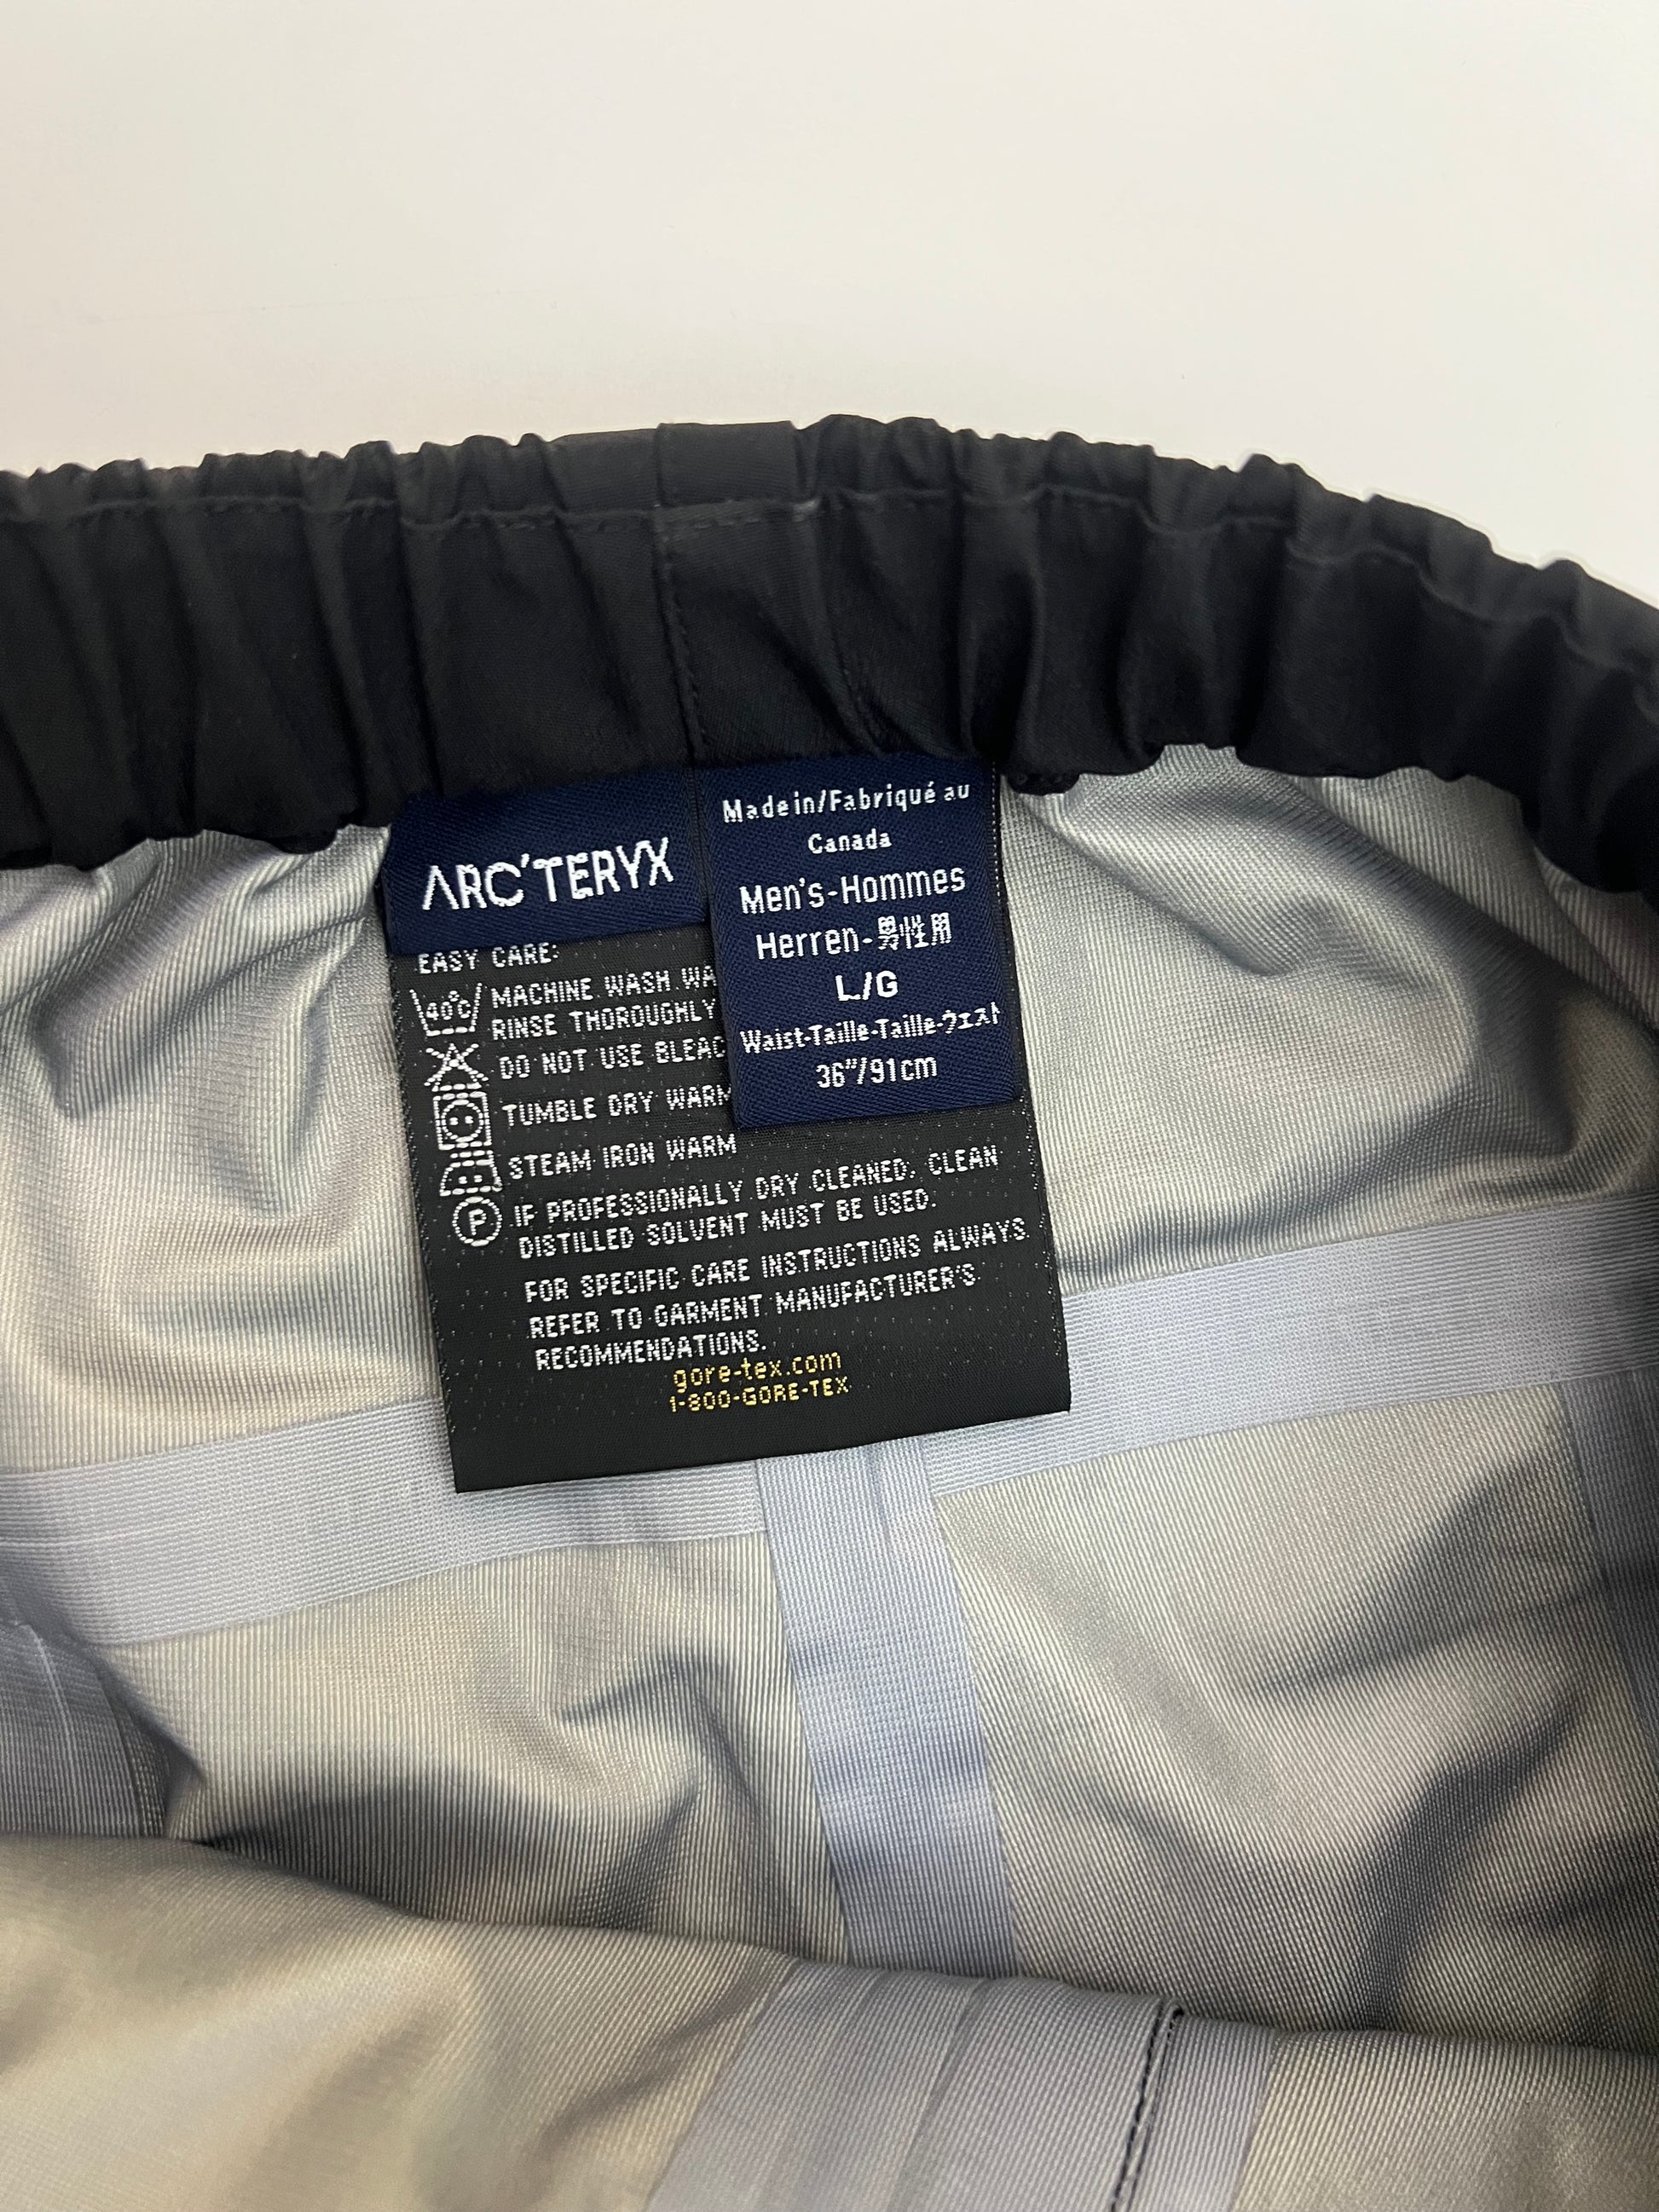 ARC'TERYX
Made in/Fabriqué au
Canada
Men's-Hommes
Herren-男性用
L/G
Waist-Taille-Taille-ウエスト
36"/91cm
EASY CARE:
40°C MACHINE WASH
RINSE THOROUGHLY
DO NOT USE
TUMBLE DRY WARM
STEAM IRON WARM
P IF PROFESSIONALLY DRY CLEANED, CLEAN
DISTILLED SOLVENT MUST BE USED.
FOR SPECIFIC CARE INSTRUCTIONS ALWAYS
REFER TO GARMENT MANUFACTURER'S
RECOMMENDATIONS.
gore-tex.com
1-800-GORE-TEX